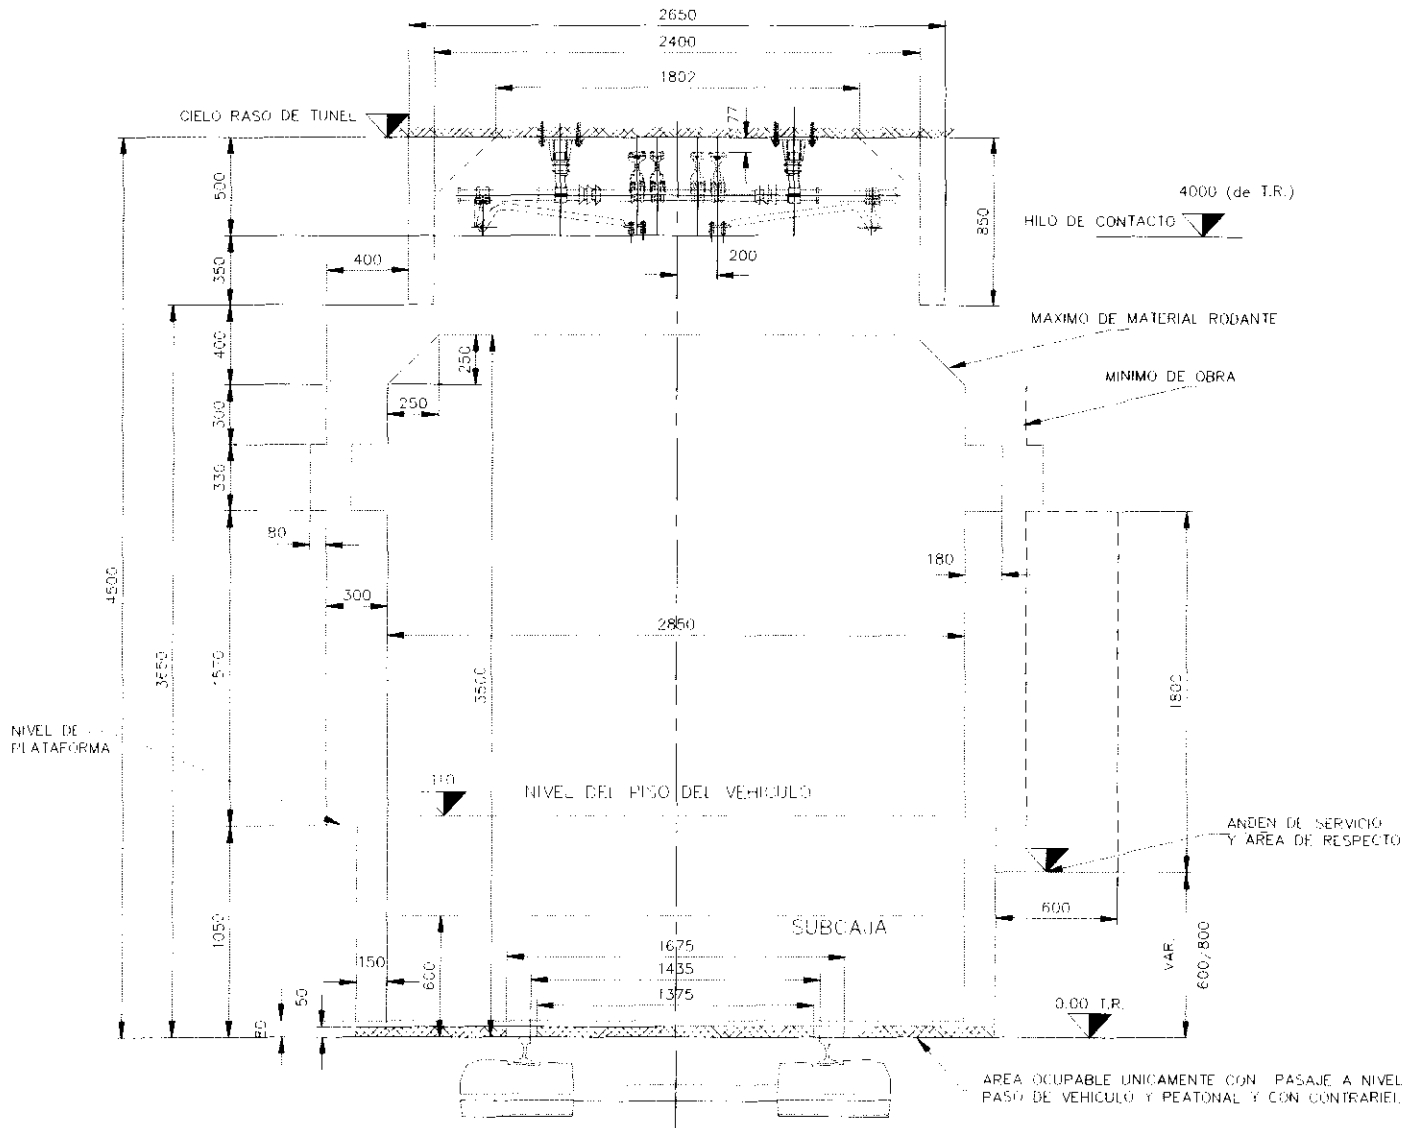 2650
2400
1802
CIELO RASO DE TUNEL
77
500
850
4000 (de T.R.)
HILO DE CONTACTO
350
400
200
400
MAXIMO DE MATERIAL RODANTE
250
MINIMO DE OBRA
250
300
330
80
180
4500
300
2850
3650
1570
3500
1800
NIVEL DE
PLATAFORMA
110
NIVEL DEL PISO DEL VEHICULO
ANDEN DE SERVICIO
Y AREA DE RESPECTO
1050
600
SUBCAJA
1675
150
600
1435
VAR.
600/800
1375
50
0.00 T.R.
AREA OCUPABLE UNICAMENTE CON PASAJE A NIVEL
PASO DE VEHICULO Y PEATONAL Y CON CONTRARIEL